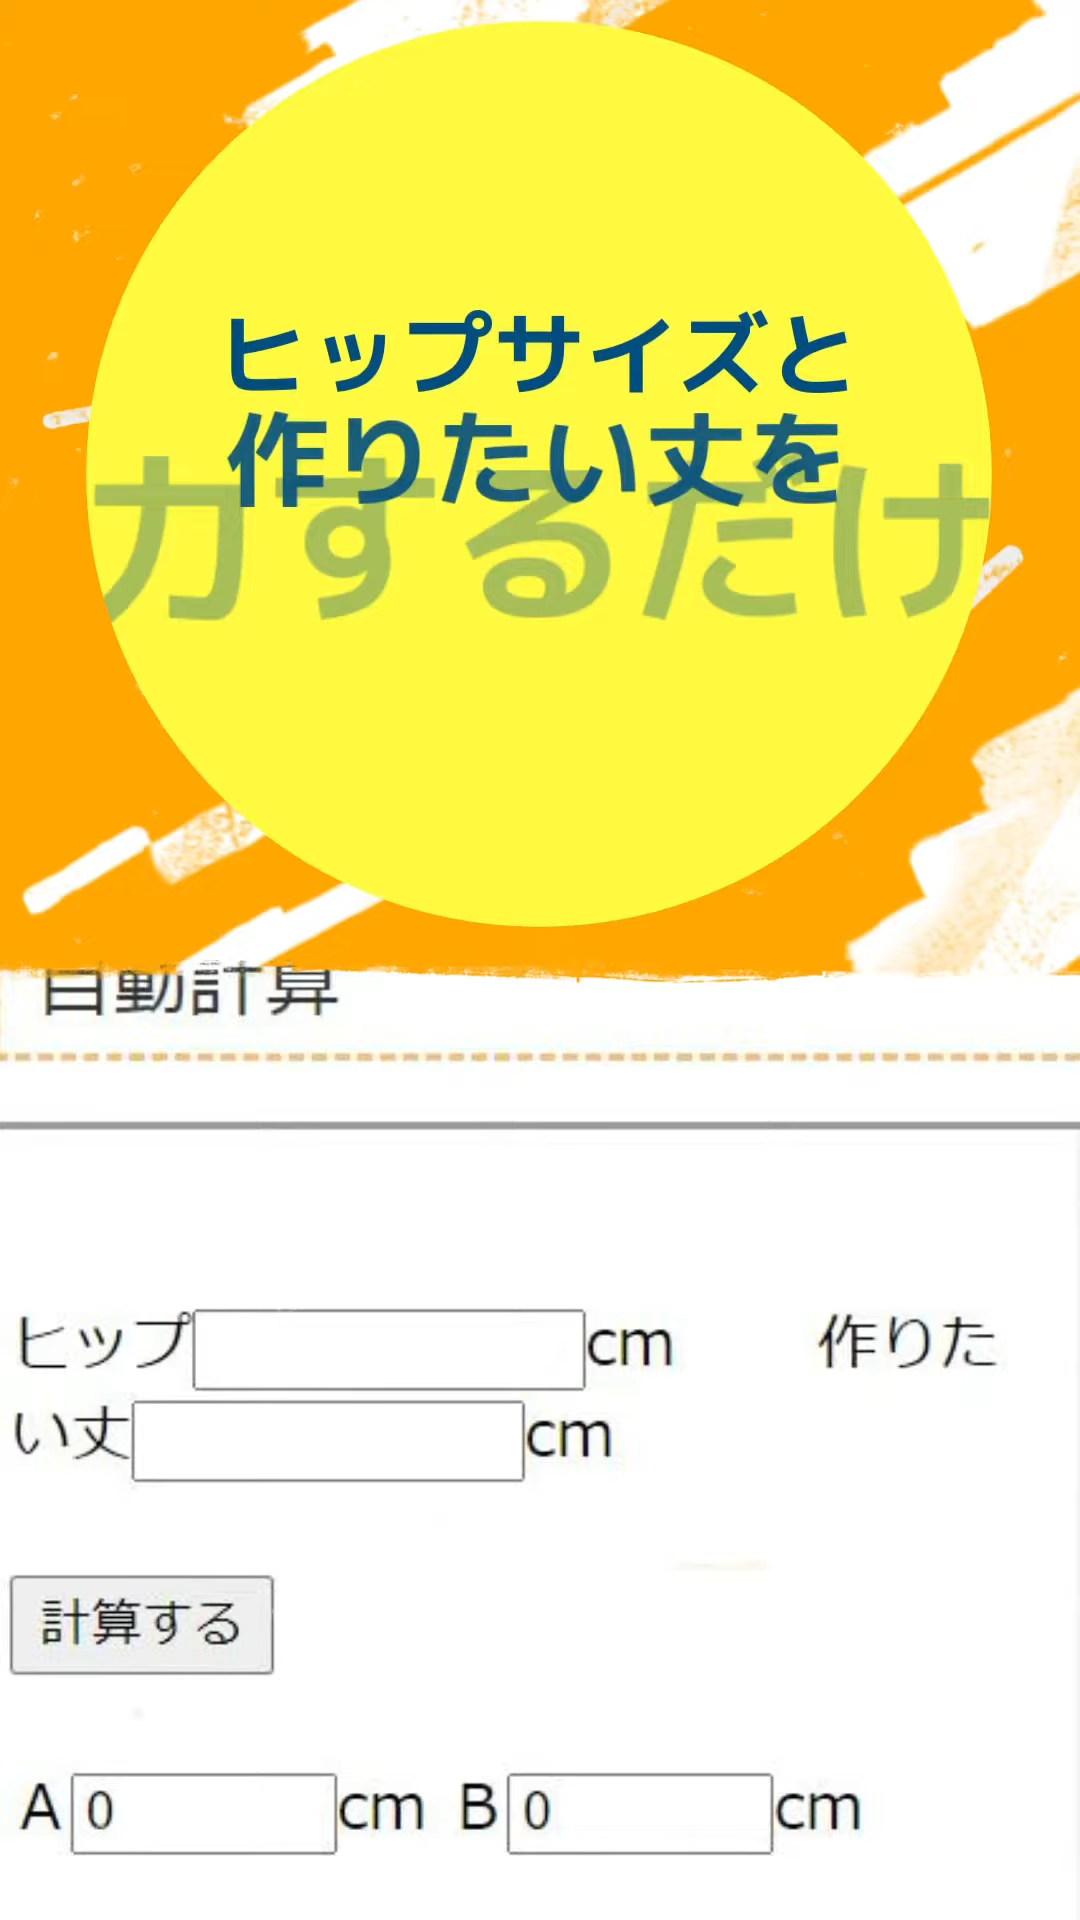 ヒップサイズと
作りたい丈を
力するだけ
自動計算
ヒップ cm 作りた
い丈 cm
計算する
A 0 cm B 0 cm